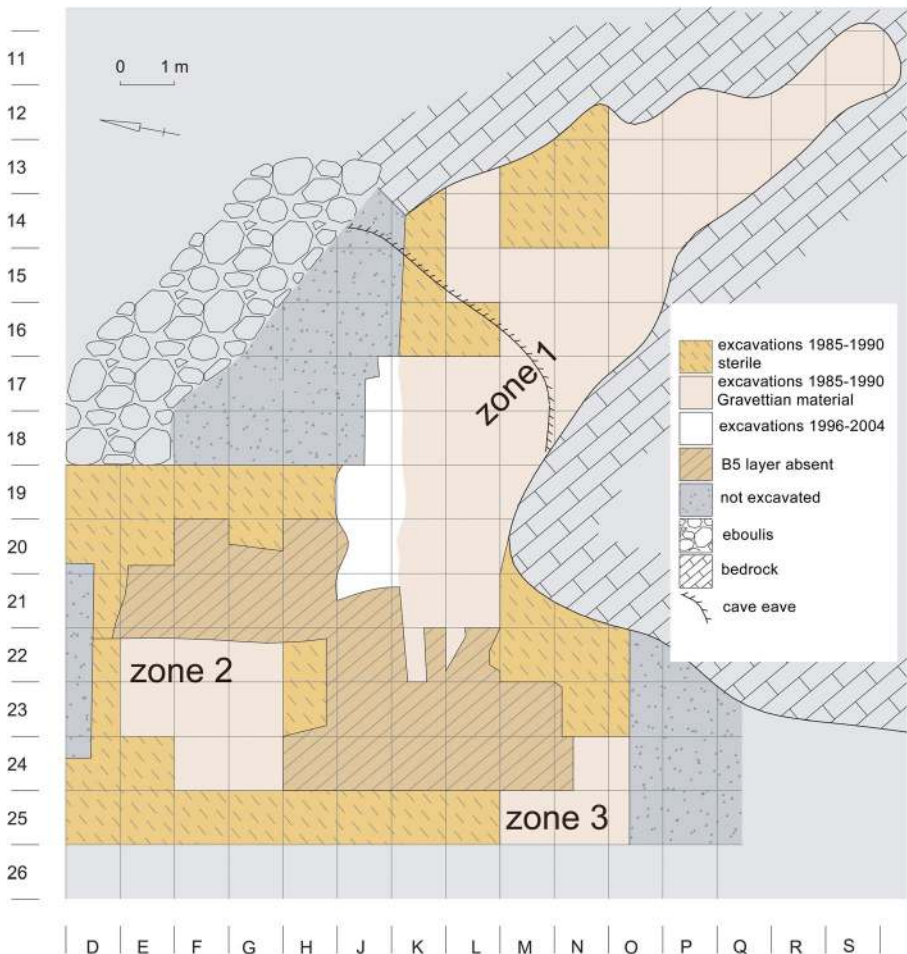 11
0 1 m
12
13
14
15
16
17
18
19
20
21
22
23
24
25
26
zone 1
zone 2
zone 3
excavations 1985-1990
sterile
excavations 1985-1990
Gravettian material
excavations 1996-2004
B5 layer absent
not excavated
eboulis
bedrock
cave eave
D E F G H J K L M N O P Q R S